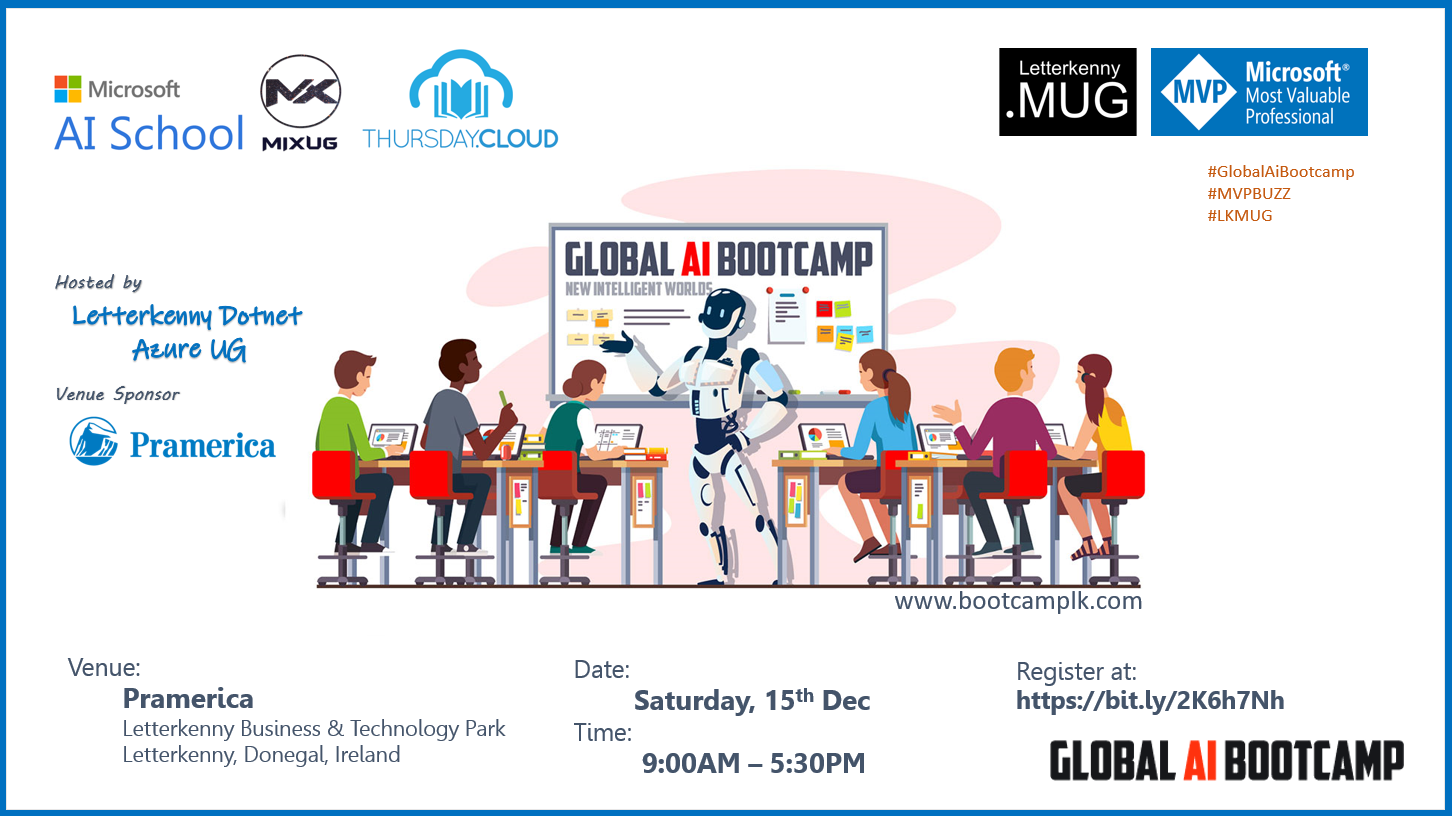 Microsoft
AI School
MIXUG
THURSDAY.CLOUD
Letterkenny
.MUG
MVP
Microsoft®
Most Valuable
Professional
#GlobalAiBootcamp
#MVPBUZZ
#LKMUG
GLOBAL AI BOOTCAMP
NEW INTELLIGENT WORLDS
Hosted by
Letterkenny Dotnet
Azure UG
Venue Sponsor
Pramerica
www.bootcamplk.com
Venue:
Pramerica
Letterkenny Business & Technology Park
Letterkenny, Donegal, Ireland
Date:
Saturday, 15th Dec
Time:
9:00AM – 5:30PM
Register at:
https://bit.ly/2K6h7Nh
GLOBAL AI BOOTCAMP